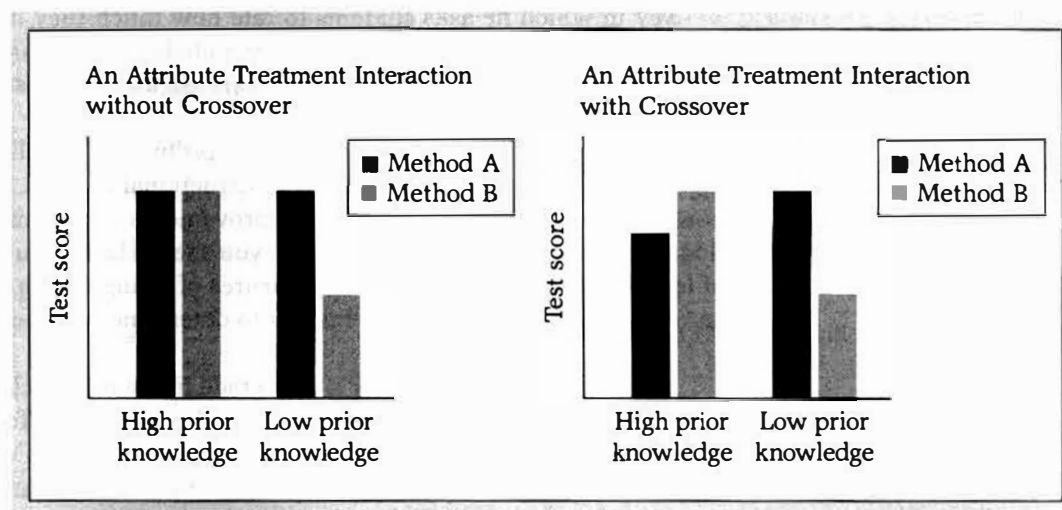 An Attribute Treatment Interaction
without Crossover
Method A
Method B
Test score
High prior
knowledge
Low prior
knowledge
An Attribute Treatment Interaction
with Crossover
Method A
Method B
Test score
High prior
knowledge
Low prior
knowledge